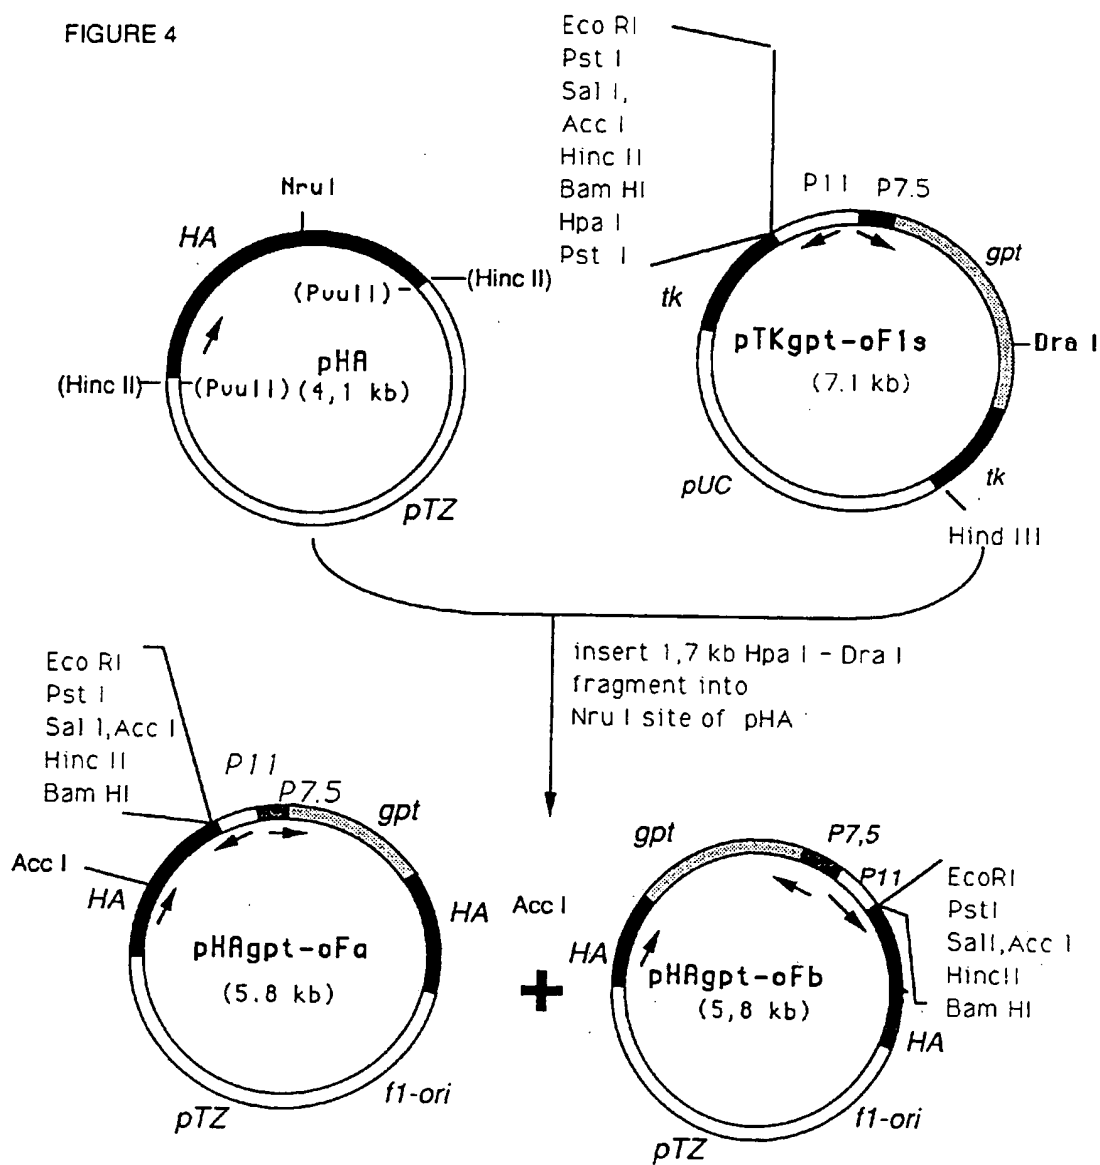 FIGURE 4
Eco RI
Pst I
Sal I,
Acc I
Hinc II
Bam HI
Hpa I
Pst I
Nru I
HA
(Hinc II)
(Pvu II)
pHA
(Hinc II)
(Pvu II)
(4,1 kb)
pTZ
P11
P7.5
gpt
tk
pTKgpt-oF1s
(7.1 kb)
Dra I
pUC
tk
Hind III
insert 1,7 kb Hpa I - Dra I
fragment into
Nru I site of pHA
Eco RI
Pst I
Sal I,Acc I
Hinc II
Bam HI
P11
P7.5
gpt
Acc I
HA
HA
pHAgpt-oFa
(5.8 kb)
f1-ori
pTZ
+
gpt
P7,5
P11
EcoRI
PstI
SalI,Acc I
HincII
Bam HI
Acc I
HA
pHAgpt-oFb
(5,8 kb)
HA
f1-ori
pTZ